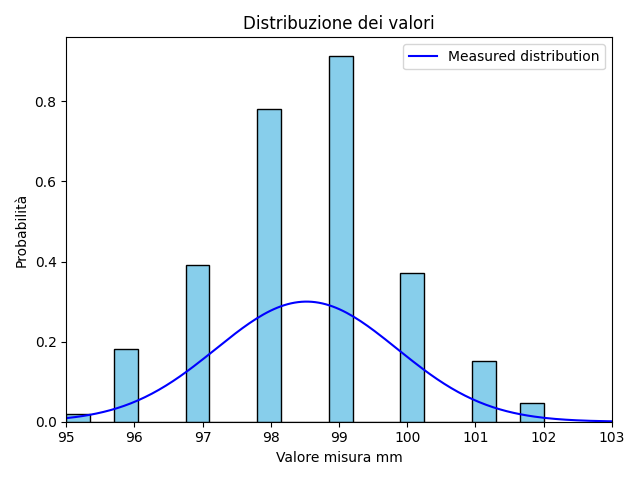 Distribuzione dei valori
Measured distribution
Probabilità
0.8
0.6
0.4
0.2
0.0
95 96 97 98 99 100 101 102 103
Valore misura mm